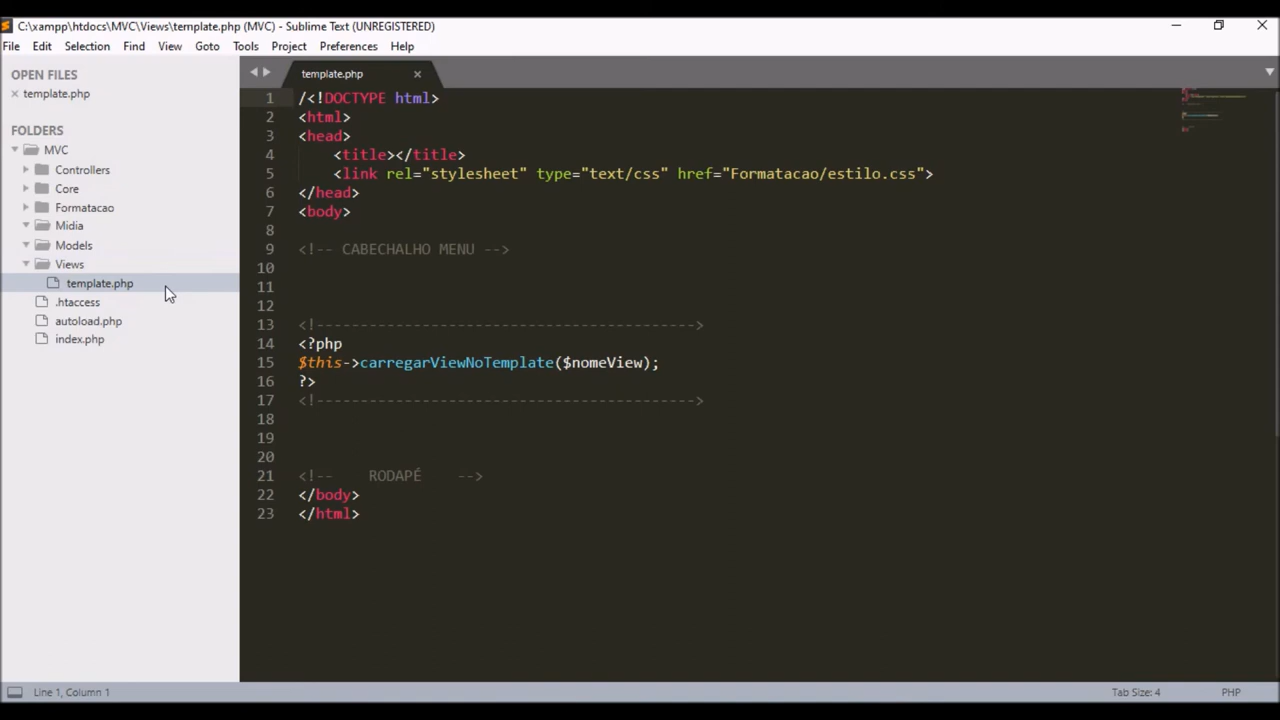 C:\xampp\htdocs\MVC\Views\template.php (MVC) - Sublime Text (UNREGISTERED)
File Edit Selection Find View Goto Tools Project Preferences Help
OPEN FILES
template.php
FOLDERS
MVC
Controllers
Core
Formatacao
Midia
Models
Views
template.php
.htaccess
autoload.php
index.php
template.php
1 /<!DOCTYPE html>
2 <html>
3 <head>
4     <title></title>
5     <link rel="stylesheet" type="text/css" href="Formatacao/estilo.css">
6 </head>
7 <body>
8
9 <!-- CABECHALHO MENU -->
10
11
12
13 <!------------------------------------------->
14 <?php
15 $this->carregarViewNoTemplate($nomeView);
16 ?>
17 <!------------------------------------------->
18
19
20
21 <!--    RODAPÉ    -->
22 </body>
23 </html>
Line 1, Column 1
Tab Size: 4
PHP